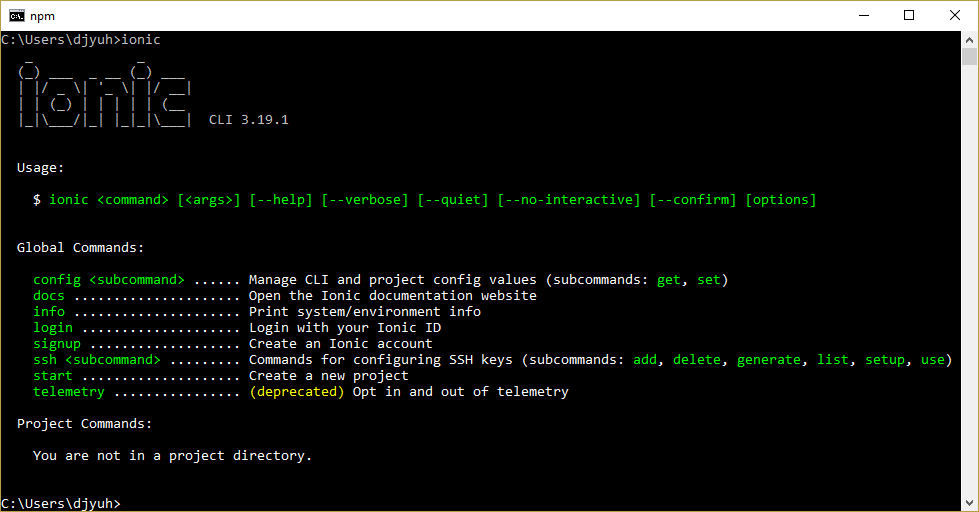 npm
C:\Users\djyuh>ionic
ionic
CLI 3.19.1
Usage:
$ ionic <command> [<args>] [--help] [--verbose] [--quiet] [--no-interactive] [--confirm] [options]
Global Commands:
config <subcommand> ...... Manage CLI and project config values (subcommands: get, set)
docs ..................... Open the Ionic documentation website
info ..................... Print system/environment info
login .................... Login with your Ionic ID
signup ................... Create an Ionic account
ssh <subcommand> ......... Commands for configuring SSH keys (subcommands: add, delete, generate, list, setup, use)
start .................... Create a new project
telemetry ................ (deprecated) Opt in and out of telemetry
Project Commands:
You are not in a project directory.
C:\Users\djyuh>